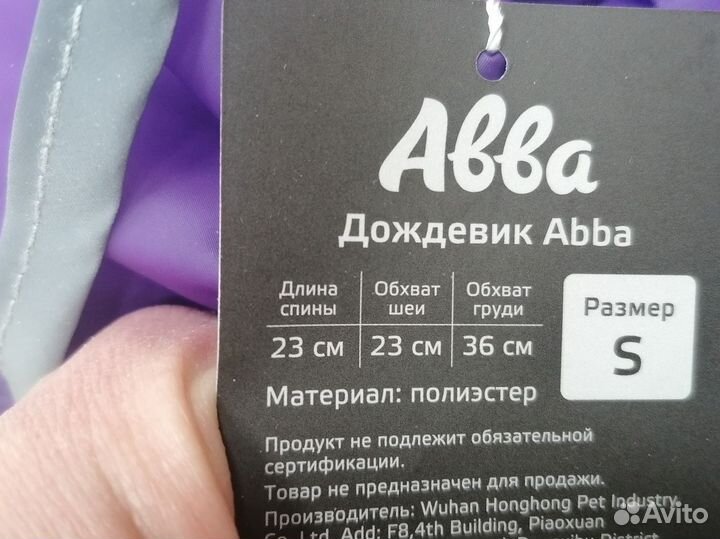 Abba
Дождевик Abba
Длина спины
Обхват шеи
Обхват груди
23 см
23 см
36 см
Размер
S
Материал: полиэстер
Продукт не подлежит обязательной
сертификации.
Товар не предназначен для продажи.
Производитель: Wuhan Honghong Pet Industry
Co., Ltd. Add: F8,4th Building, Piaoxuan
District
Avito